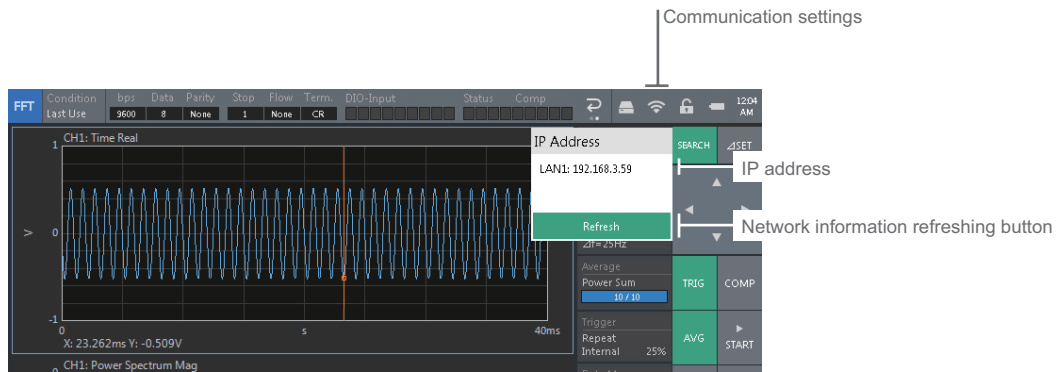 Communication settings
FFT
Condition bps Data Parity Stop Flow Term. DIO-Input Status Comp
Last Use 9600 8 None 1 None CR
12:04
AM
CH1: Time Real
IP Address
LAN1: 192.168.3.59
Refresh
SEARCH
⊿SET
IP address
Network information refreshing button
1
V
0
-1
0
s
40ms
X: 23.262ms Y: -0.509V
⊿f=25Hz
Average
Power Sum
10 / 10
TRIG
COMP
Trigger
Repeat
Internal 25%
AVG
START
0
CH1: Power Spectrum Mag